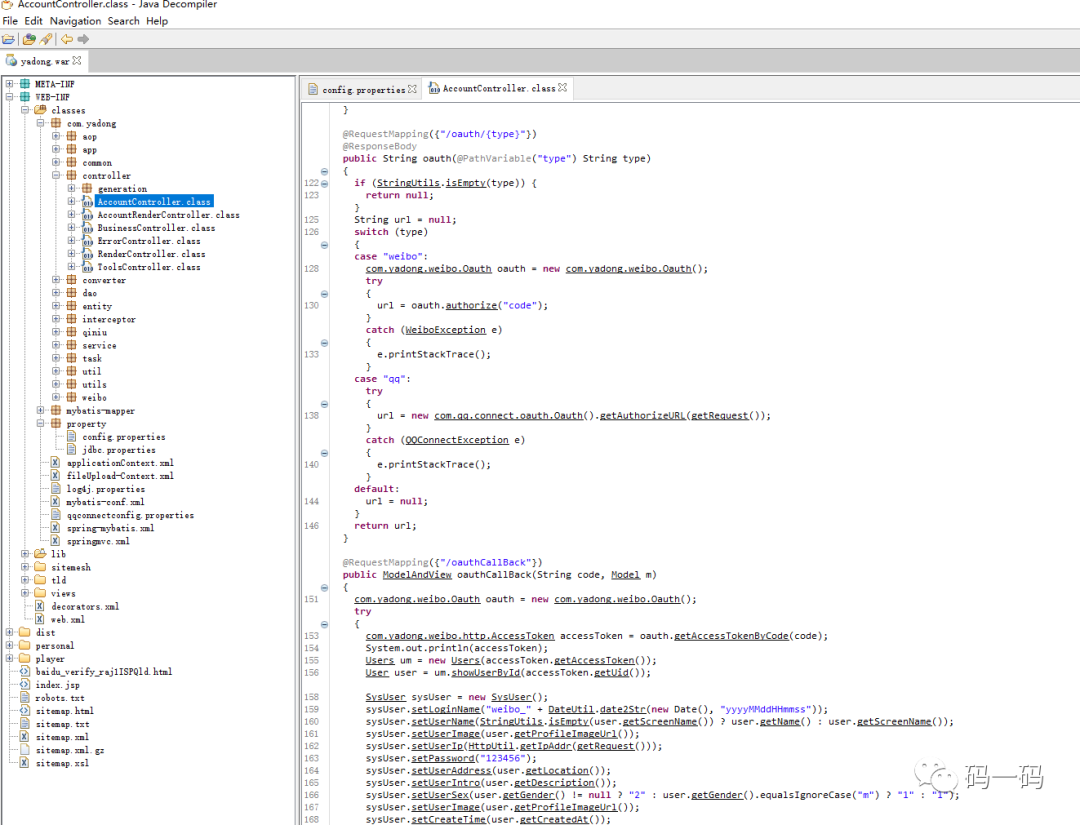 AccountController.class - Java Decompiler
File Edit Navigation Search Help
yadong.war
META-INF
WEB-INF
classes
com.yadong
aop
app
common
controller
generation
AccountController.class
AccountRenderController.class
BusinessController.class
ErrorController.class
RenderController.class
ToolsController.class
converter
dao
entity
interceptor
qiniu
service
task
util
utils
weibo
mybatis-mapper
property
config.properties
jdbc.properties
applicationContext.xml
fileUpload-Context.xml
log4j.properties
mybatis-conf.xml
qqconnectconfig.properties
spring-mybatis.xml
springmvc.xml
lib
sitemesh
tld
views
decorators.xml
web.xml
dist
personal
player
baidu_verify_raj1ISPQld.html
index.jsp
robots.txt
sitemap.html
sitemap.txt
sitemap.xml
sitemap.xml.gz
sitemap.xsl
config.properties
AccountController.class
}
@RequestMapping({"/oauth/{type}"})
@ResponseBody
public String oauth(@PathVariable("type") String type)
{
122 if (StringUtils.isEmpty(type)) {
123 return null;
}
125 String url = null;
126 switch (type)
{
case "weibo":
128 com.yadong.weibo.Oauth oauth = new com.yadong.weibo.Oauth();
try
{
130 url = oauth.authorize("code");
}
catch (WeiboException e)
{
133 e.printStackTrace();
}
case "qq":
try
{
138 url = new com.qq.connect.oauth.Oauth().getAuthorizeURL(getRequest());
}
catch (QQConnectException e)
{
140 e.printStackTrace();
}
default:
144 url = null;
}
146 return url;
}
@RequestMapping({"/oauthCallBack"})
public ModelAndView oauthCallBack(String code, Model m)
{
151 com.yadong.weibo.Oauth oauth = new com.yadong.weibo.Oauth();
try
{
153 com.yadong.weibo.http.AccessToken accessToken = oauth.getAccessTokenByCode(code);
154 System.out.println(accessToken);
155 Users um = new Users(accessToken.getAccessToken());
156 User user = um.showUserById(accessToken.getUid());
158 SysUser sysUser = new SysUser();
159 sysUser.setLoginName("weibo_" + DateUtil.date2Str(new Date(), "yyyyMMddHHmmss"));
160 sysUser.setUserName(StringUtils.isEmpty(user.getScreenName()) ? user.getName() : user.getScreenName());
161 sysUser.setUserImage(user.getProfileImageUrl());
162 sysUser.setUserIp(HttpUtil.getIpAddr(getRequest()));
163 sysUser.setPassword("123456");
164 sysUser.setUserAddress(user.getLocation());
165 sysUser.setUserIntro(user.getDescription());
166 sysUser.setUserSex(user.getGender() != null ? "2" : user.getGender().equalsIgnoreCase("m") ? "1" : "1");
167 sysUser.setUserImage(user.getProfileImageUrl());
168 sysUser.setCreateTime(user.getCreatedAt());
码一码